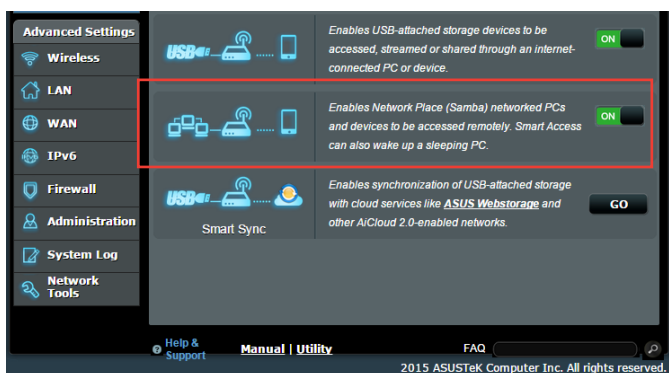 Advanced Settings
Wireless
LAN
WAN
IPv6
Firewall
Administration
System Log
Network
Tools
USB
Enables USB-attached storage devices to be
accessed, streamed or shared through an internet-
connected PC or device.
ON
Enables Network Place (Samba) networked PCs
and devices to be accessed remotely. Smart Access
can also wake up a sleeping PC.
ON
USB
Smart Sync
Enables synchronization of USB-attached storage
with cloud services like ASUS Webstorage and
other AiCloud 2.0-enabled networks.
GO
Help &
Support
Manual | Utility
FAQ
2015 ASUSTeK Computer Inc. All rights reserved.